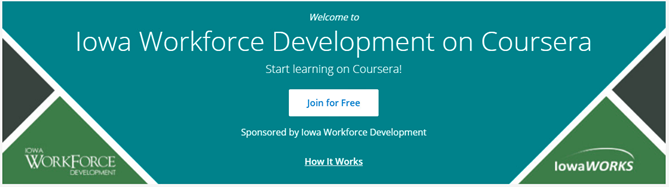 Welcome to
Iowa Workforce Development on Coursera
Start learning on Coursera!
Join for Free
Sponsored by Iowa Workforce Development
How It Works
IOWA
WORKFORCE
DEVELOPMENT
IowaWORKS